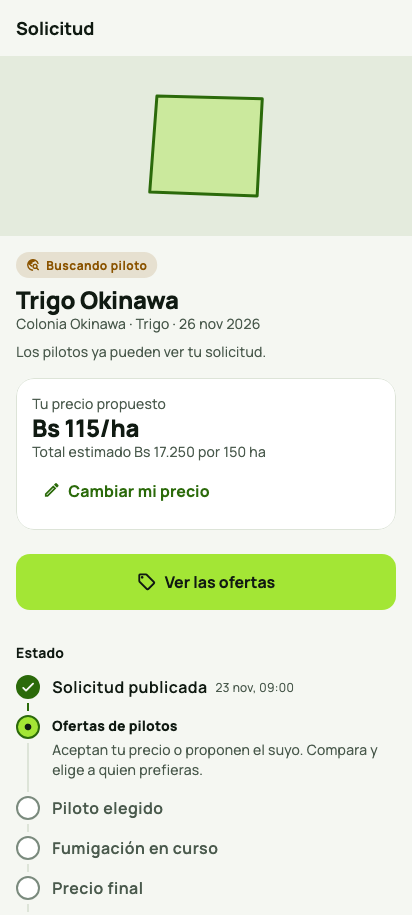 Solicitud
Buscando piloto
Trigo Okinawa
Colonia Okinawa · Trigo · 26 nov 2026
Los pilotos ya pueden ver tu solicitud.
Tu precio propuesto
Bs 115/ha
Total estimado Bs 17.250 por 150 ha
Cambiar mi precio
Ver las ofertas
Estado
Solicitud publicada 23 nov, 09:00
Ofertas de pilotos
Aceptan tu precio o proponen el suyo. Compara y
elige a quien prefieras.
Piloto elegido
Fumigación en curso
Precio final